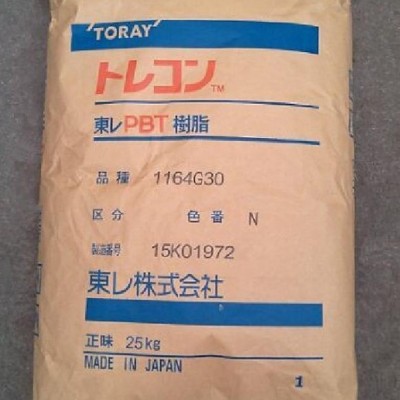 TORAY
トレコン™
東レPBT樹脂
品種 1164G30
区分 色番 N
製造番号 15K01972
東レ株式会社
正味 25kg
MADE IN JAPAN
1